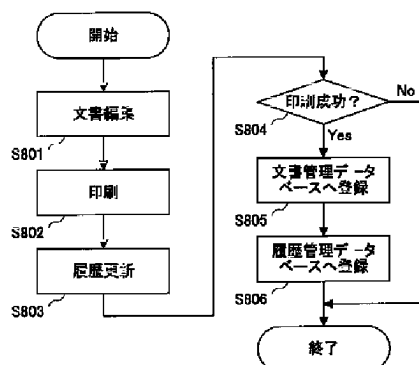 開始
文書編集
S801
印刷
S802
履歴更新
S803
印刷成功？
No
S804
Yes
文書管理データ
ベースへ登録
S805
履歴管理データ
ベースへ登録
S806
終了